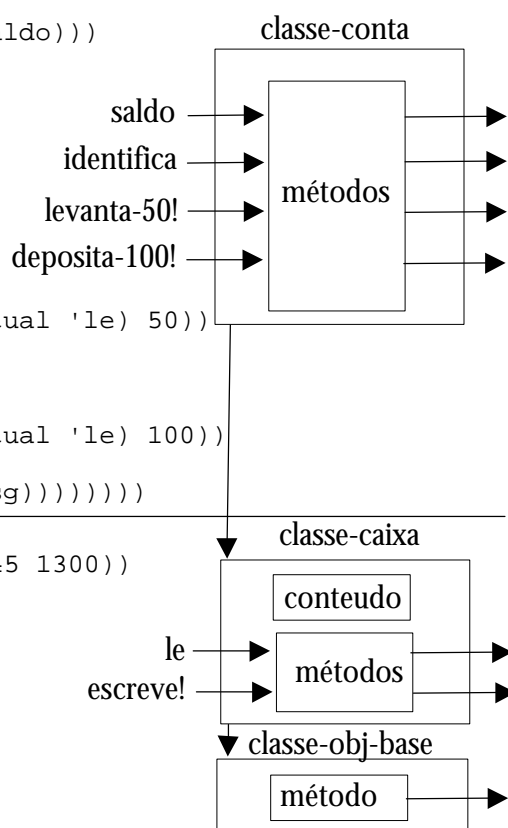 ldo)))
classe-conta
saldo
identifica
métodos
levanta-50!
deposita-100!
ual 'le) 50))
ual 'le) 100))
g))))))))
classe-caixa
5 1300))
conteudo
le
métodos
escreve!
classe-obj-base
método